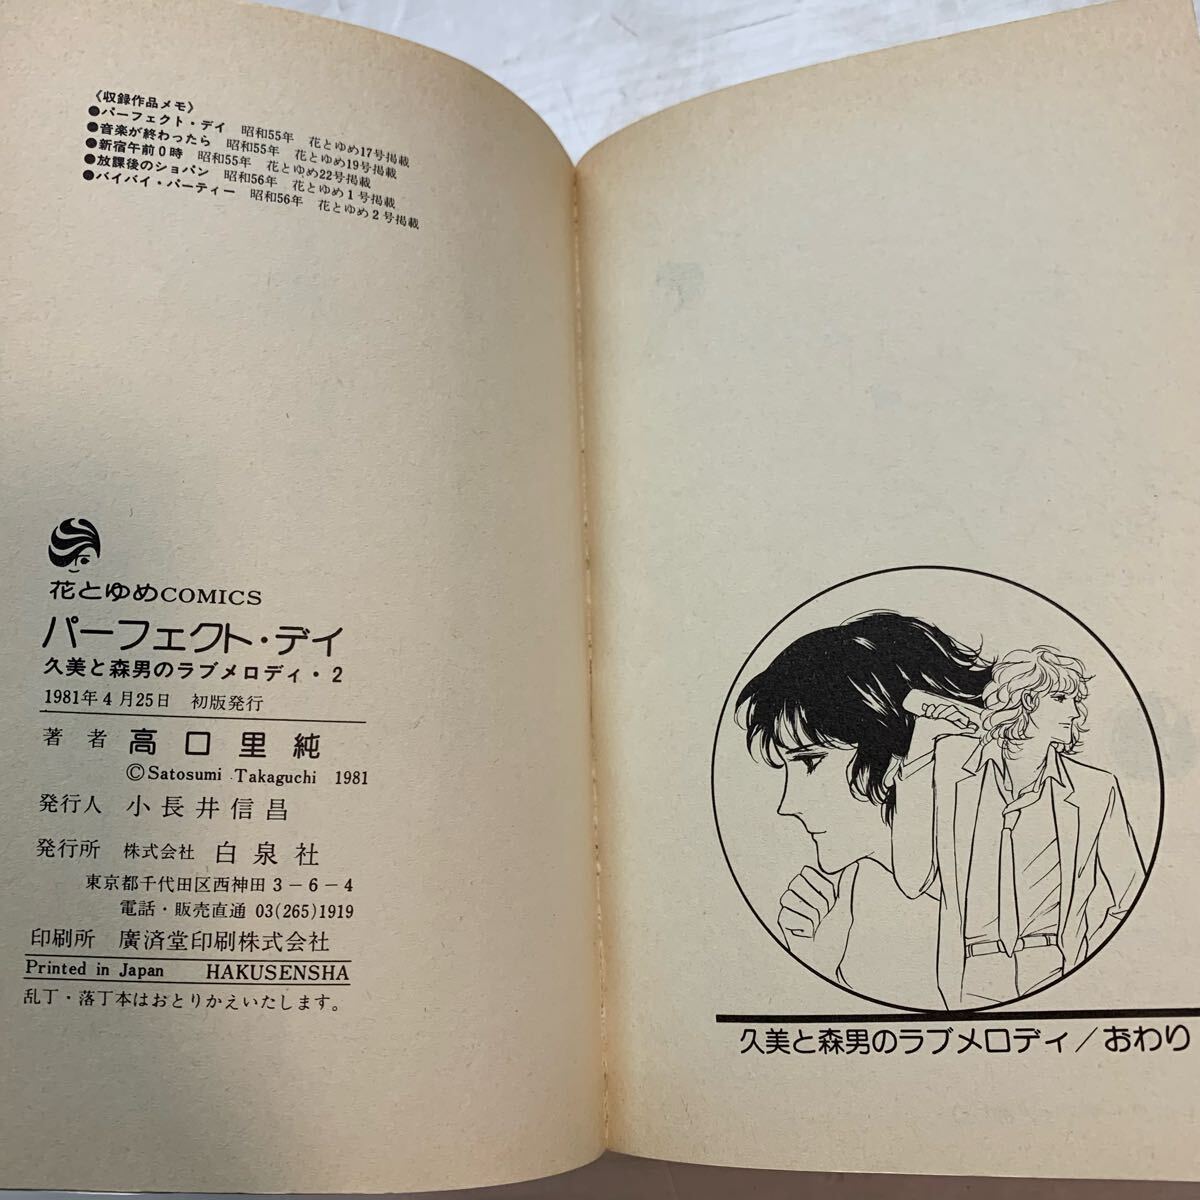 〈収録作品メモ〉
●パーフェクト・デイ 昭和55年 花とゆめ17号掲載
●音楽が終わったら 昭和55年 花とゆめ19号掲載
●新宿午前0時 昭和55年 花とゆめ22号掲載
●放課後のショパン 昭和56年 花とゆめ1号掲載
●バイバイ・パーティー 昭和56年 花とゆめ2号掲載
花とゆめCOMICS
パーフェクト・デイ
久美と森男のラブメロディ・2
1981年4月25日 初版発行
著者 高口里純
©Satosumi Takaguchi 1981
発行人 小長井信昌
発行所 株式会社 白泉社
東京都千代田区西神田3-6-4
電話・販売直通 03(265)1919
印刷所 廣済堂印刷株式会社
Printed in Japan HAKUSENSHA
乱丁・落丁本はおとりかえいたします。
久美と森男のラブメロディ／おわり